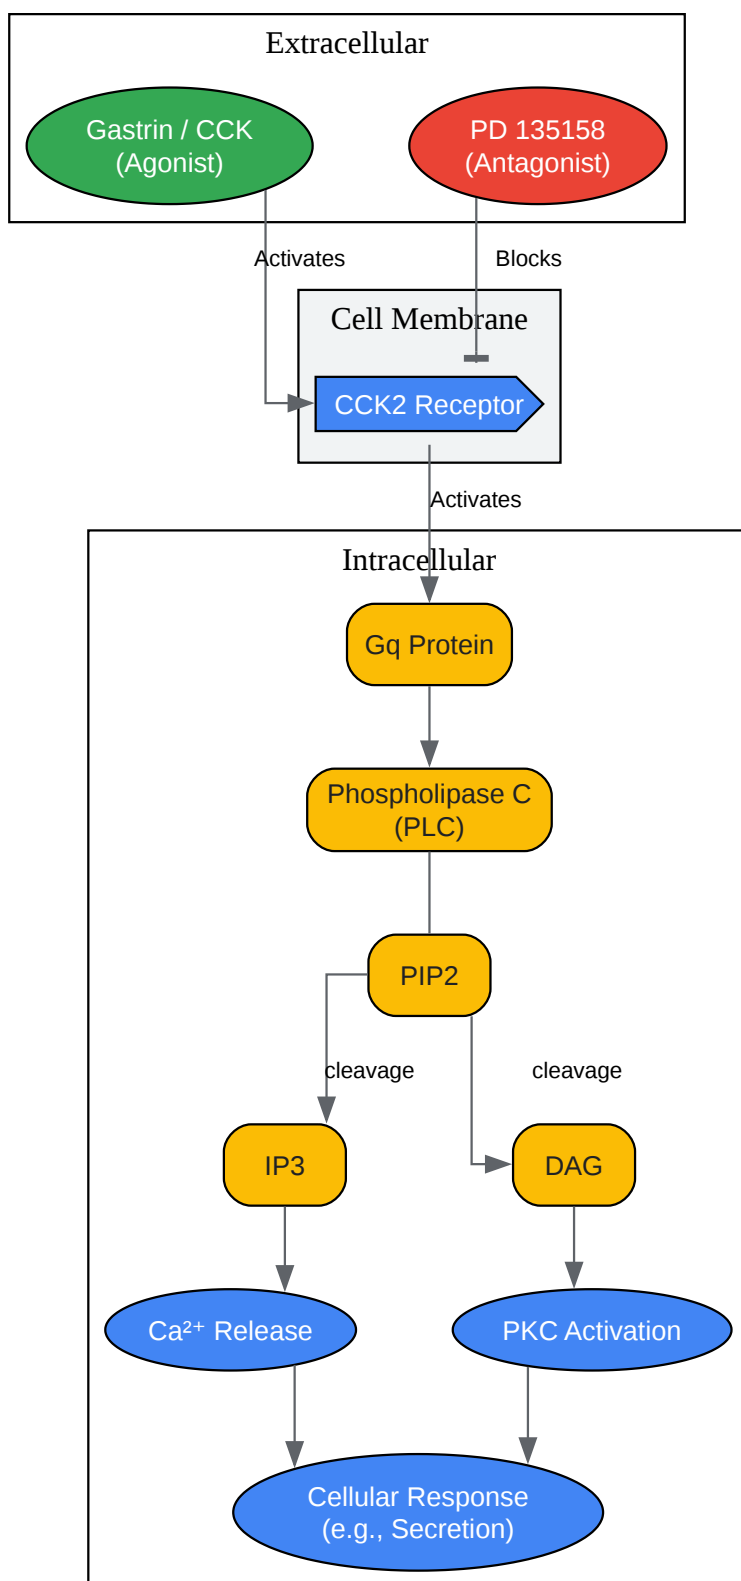 Extracellular
Gastrin / CCK
(Agonist)
PD 135158
(Antagonist)
Activates
Blocks
Cell Membrane
CCK2 Receptor
Activates
Intracellular
Gq Protein
Phospholipase C
(PLC)
PIP2
cleavage
cleavage
IP3
DAG
Ca²⁺ Release
PKC Activation
Cellular Response
(e.g., Secretion)